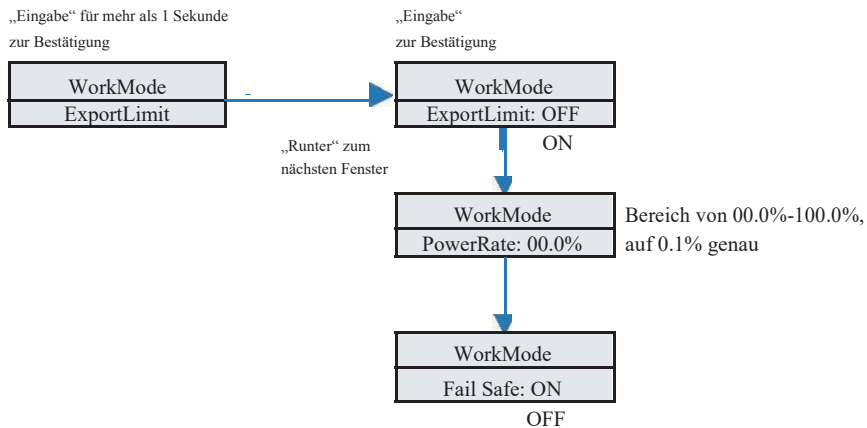 „Eingabe“ für mehr als 1 Sekunde
zur Bestätigung
„Eingabe“
zur Bestätigung
WorkMode
ExportLimit
WorkMode
ExportLimit: OFF
ON
„Runter“ zum
nächsten Fenster
WorkMode
PowerRate: 00.0%
Bereich von 00.0%-100.0%,
auf 0.1% genau
WorkMode
Fail Safe: ON
OFF